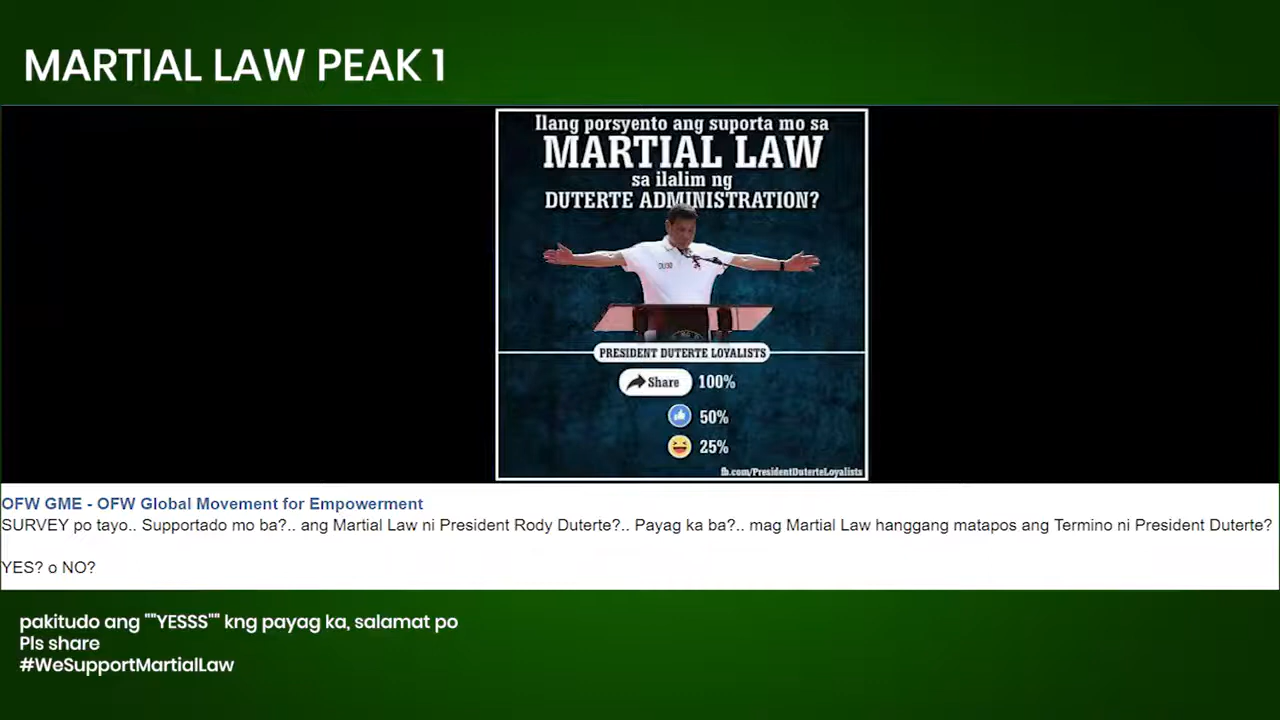 MARTIAL LAW PEAK 1
Ilang porsyento ang suporta mo sa
MARTIAL LAW
sa ilalim ng
DUTERTE ADMINISTRATION?
PRESIDENT DUTERTE LOYALISTS
Share 100%
50%
25%
fb.com/PresidentDuterteLoyalists
OFW GME - OFW Global Movement for Empowerment
SURVEY po tayo.. Supportado mo ba?.. ang Martial Law ni President Rody Duterte?.. Payag ka ba?.. mag Martial Law hanggang matapos ang Termino ni President Duterte?
YES? o NO?
pakitudo ang ""YESSS"" kng payag ka, salamat po
Pls share
#WeSupportMartialLaw